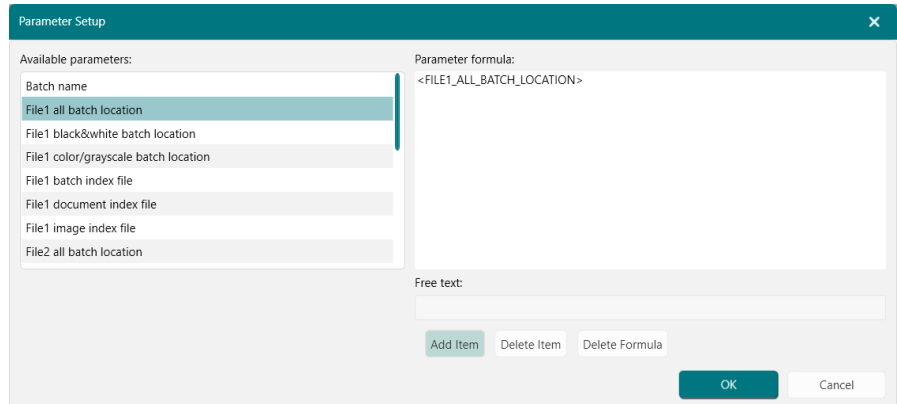 Parameter Setup
Available parameters:
Batch name
File1 all batch location
File1 black&white batch location
File1 color/grayscale batch location
File1 batch index file
File1 document index file
File1 image index file
File2 all batch location
Parameter formula:
<FILE1_ALL_BATCH_LOCATION>
Free text:
Add Item Delete Item Delete Formula
OK Cancel